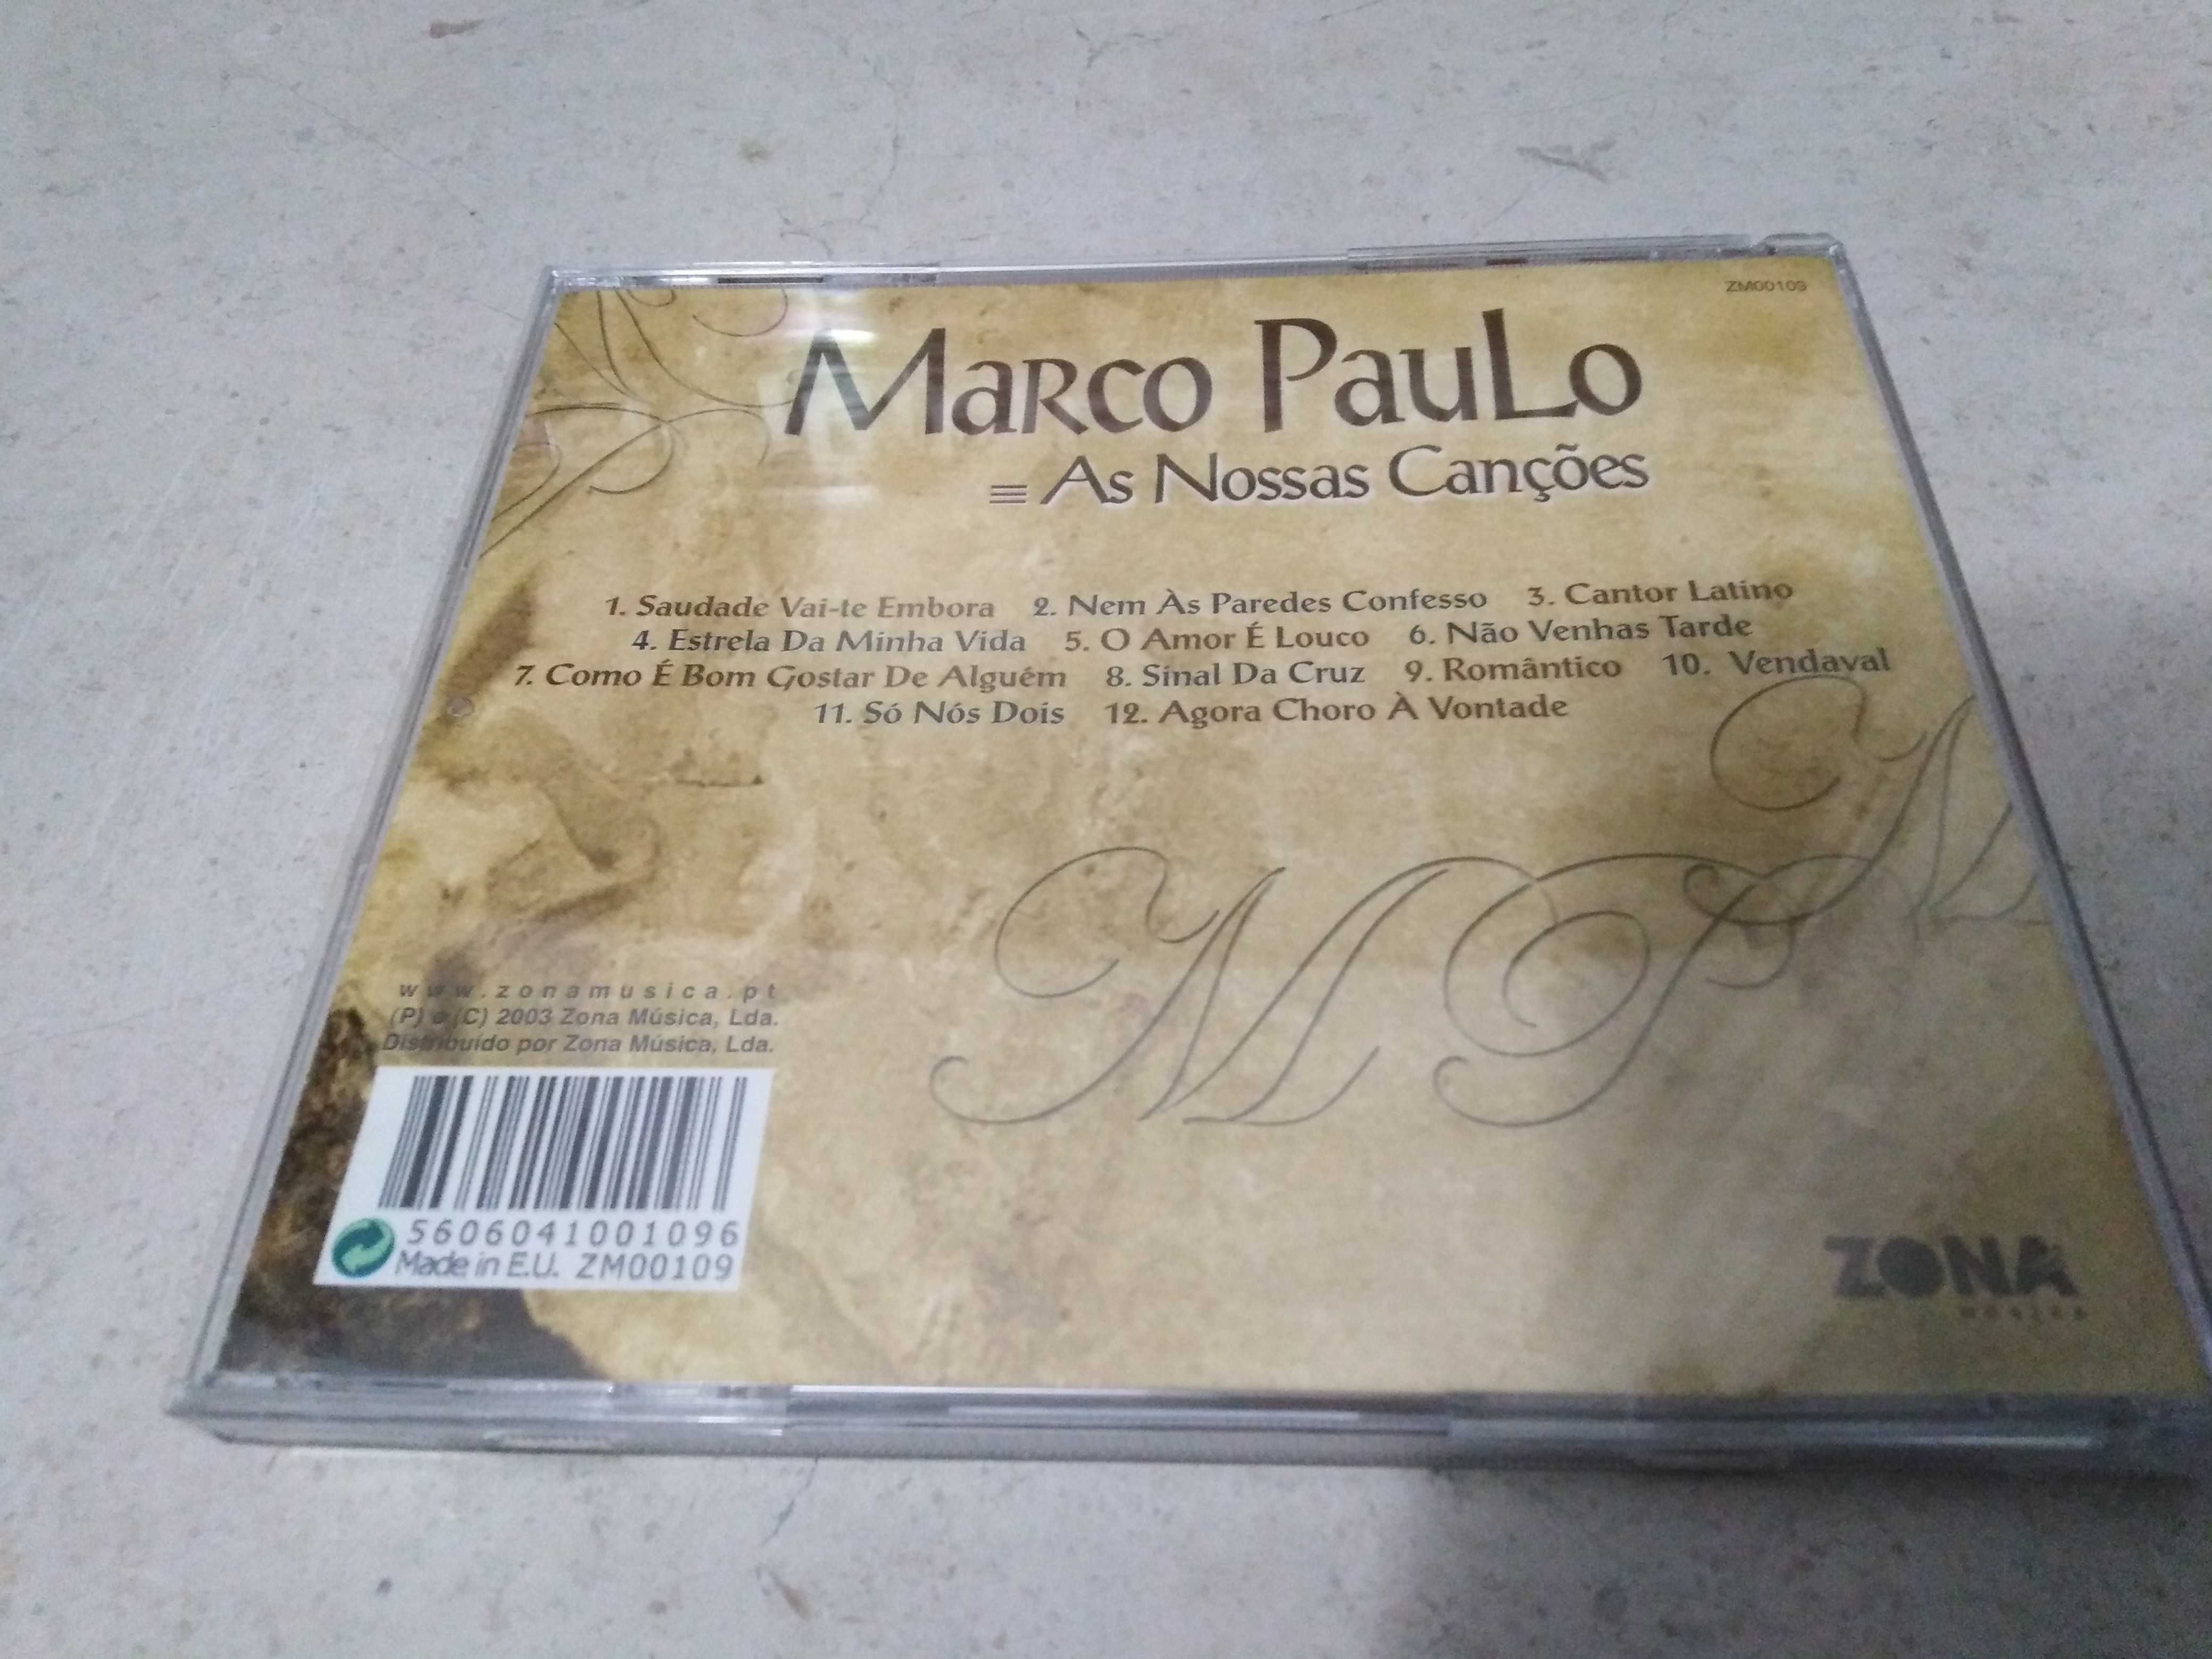 ZM00109
Marco Paulo
As Nossas Canções
1. Saudade Vai-te Embora 2. Nem Às Paredes Confesso 3. Cantor Latino
4. Estrela Da Minha Vida 5. O Amor É Louco 6. Não Venhas Tarde
7. Como É Bom Gostar De Alguém 8. Sinal Da Cruz 9. Romântico 10. Vendaval
11. Só Nós Dois 12. Agora Choro À Vontade
M
M P
www.zonamusica.pt
(P) e (C) 2003 Zona Música, Lda.
Distribuído por Zona Música, Lda.
5606041001096
Made in E.U. ZM00109
ZONA
MÚSICA